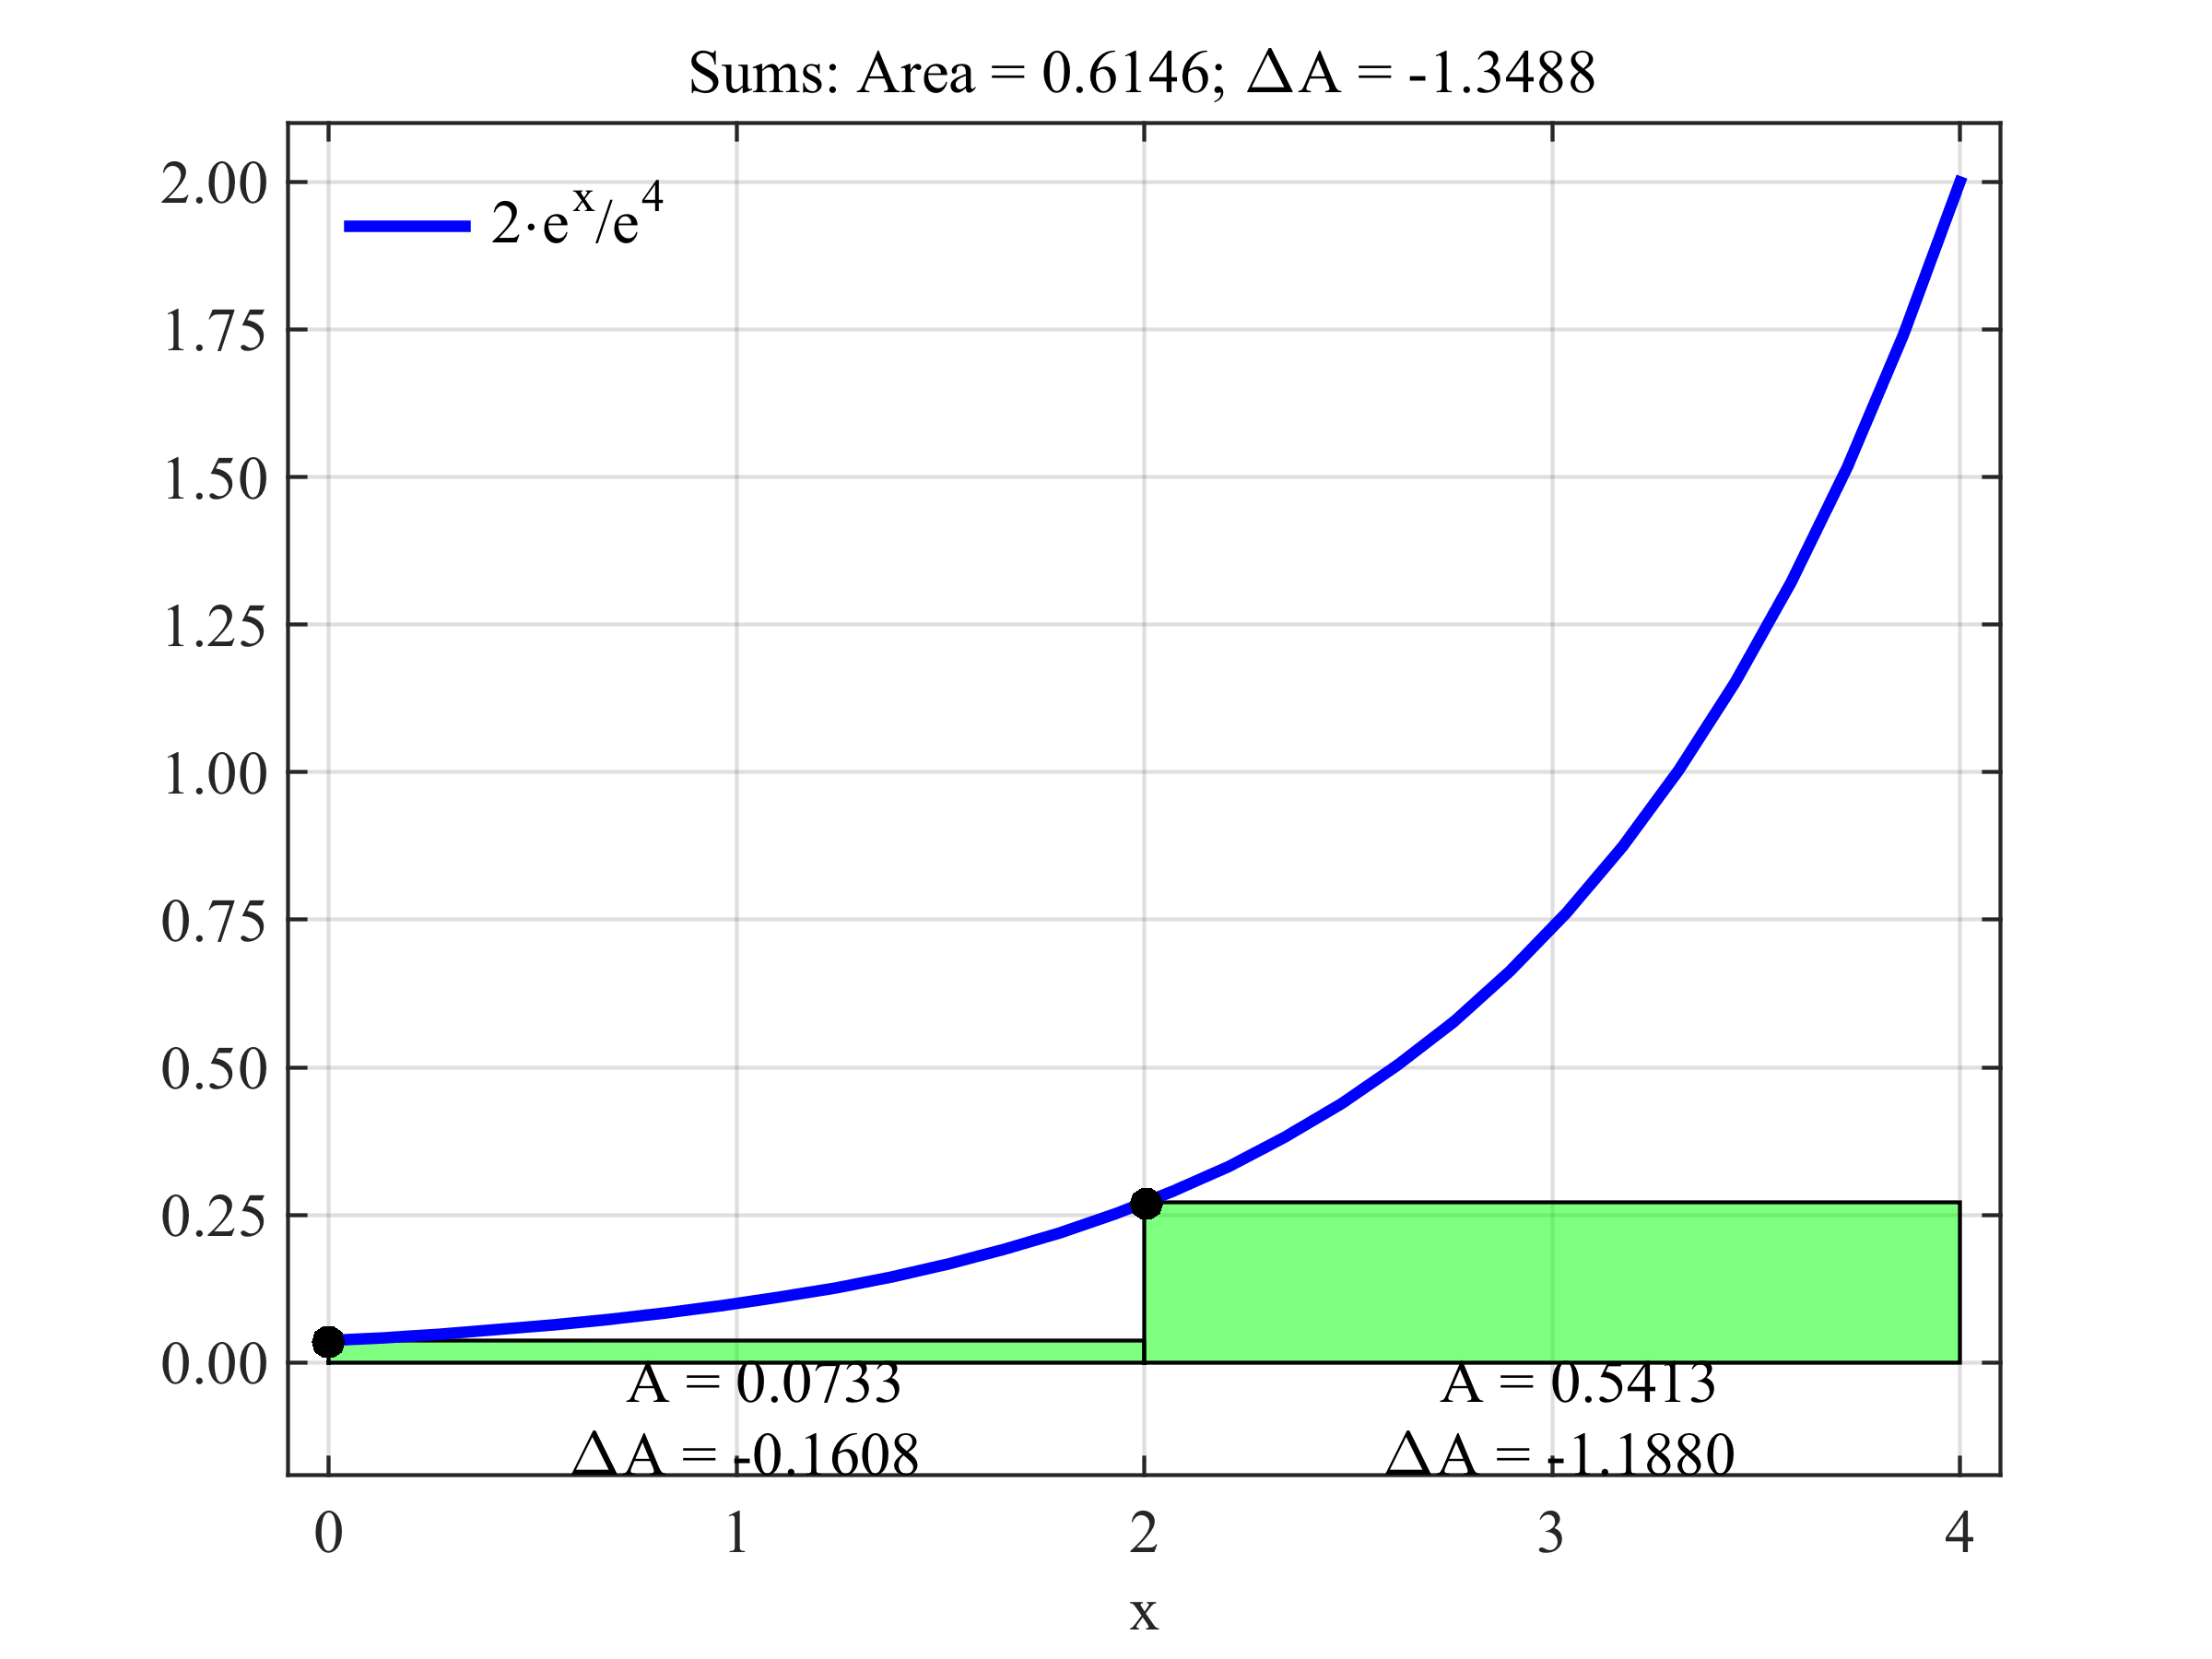 Sums: Area = 0.6146; ΔA = -1.3488
2·e^x/e^4
2.00
1.75
1.50
1.25
1.00
0.75
0.50
0.25
0.00
A = 0.0733
ΔA = -0.1608
A = 0.5413
ΔA = -1.1880
0 1 2 3 4
x